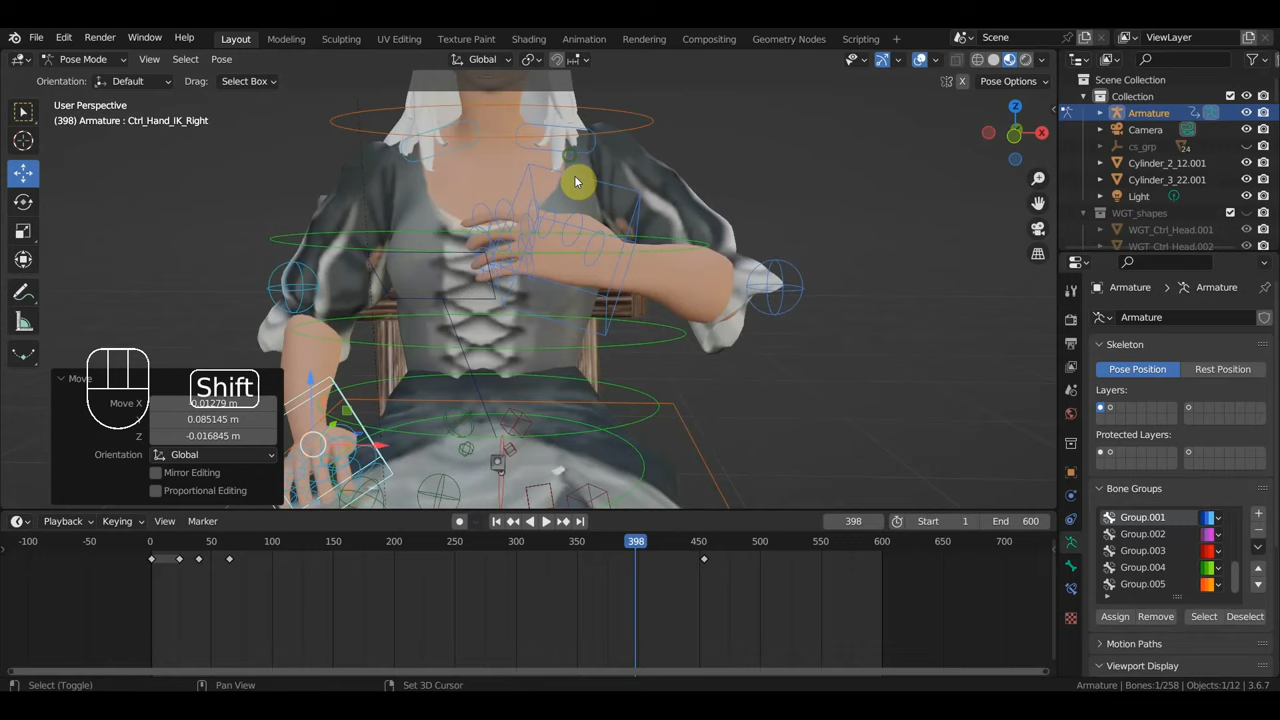 File Edit Render Window Help Layout Modeling Sculpting UV Editing Texture Paint Shading Animation Rendering Compositing Geometry Nodes Scripting + Scene ViewLayer
Pose Mode View Select Pose Global
Orientation: Default Drag: Select Box X Pose Options
User Perspective
(398) Armature : Ctrl_Hand_IK_Right
Z
X
Scene Collection
Collection
Armature
Camera
cs_grp 24
Cylinder_2_12.001
Cylinder_3_22.001
Light
WGT_shapes
WGT_Ctrl_Head.001
WGT_Ctrl_Head.002
Armature > Armature
Armature
Skeleton
Pose Position Rest Position
Layers:
Protected Layers:
Bone Groups
Group.001
Group.002
Group.003
Group.004
Group.005
Assign Remove Select Deselect
Motion Paths
Viewport Display
Move
Shift
Move X 0.01279 m
0.085145 m
Z -0.016845 m
Orientation Global
Mirror Editing
Proportional Editing
Playback Keying View Marker 398 Start 1 End 600
-100 -50 0 50 100 150 200 250 300 350 398 450 500 550 600 650 700
Select (Toggle) Pan View Set 3D Cursor Armature | Bones:1/258 | Objects:1/12 | 3.6.7